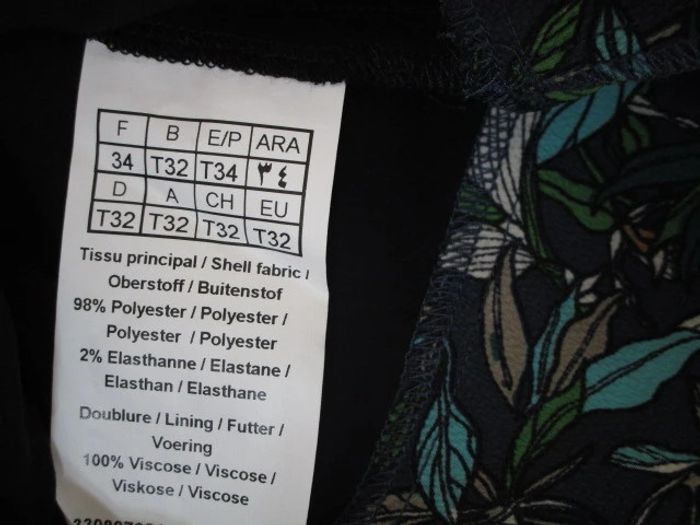 F B E/P ARA
34 T32 T34 ٣٤
D A CH EU
T32 T32 T32 T32
Tissu principal / Shell fabric /
Oberstoff / Buitenstof
98% Polyester / Polyester /
Polyester / Polyester
2% Elasthanne / Elastane /
Elasthan / Elasthane
Doublure / Lining / Futter /
Voering
100% Viscose / Viscose /
Viskose / Viscose